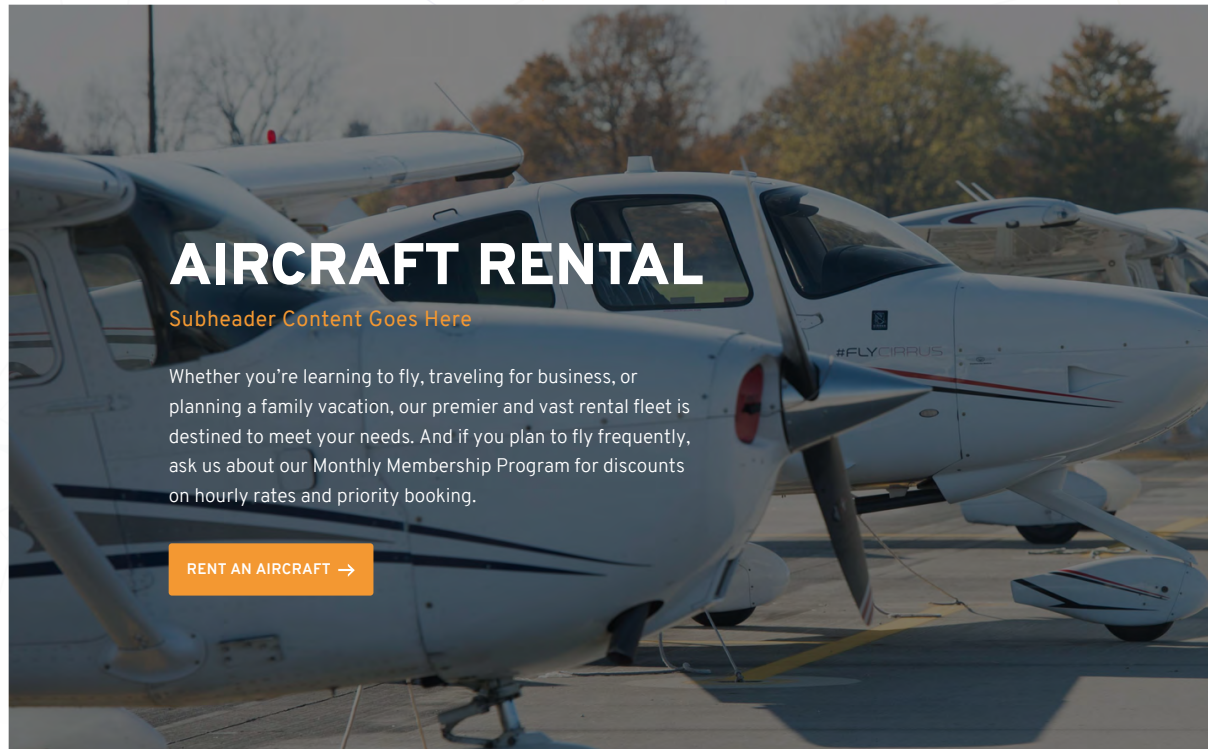 AIRCRAFT RENTAL
Subheader Content Goes Here
Whether you’re learning to fly, traveling for business, or
planning a family vacation, our premier and vast rental fleet is
destined to meet your needs. And if you plan to fly frequently,
ask us about our Monthly Membership Program for discounts
on hourly rates and priority booking.
RENT AN AIRCRAFT →
#FLYCIRRUS